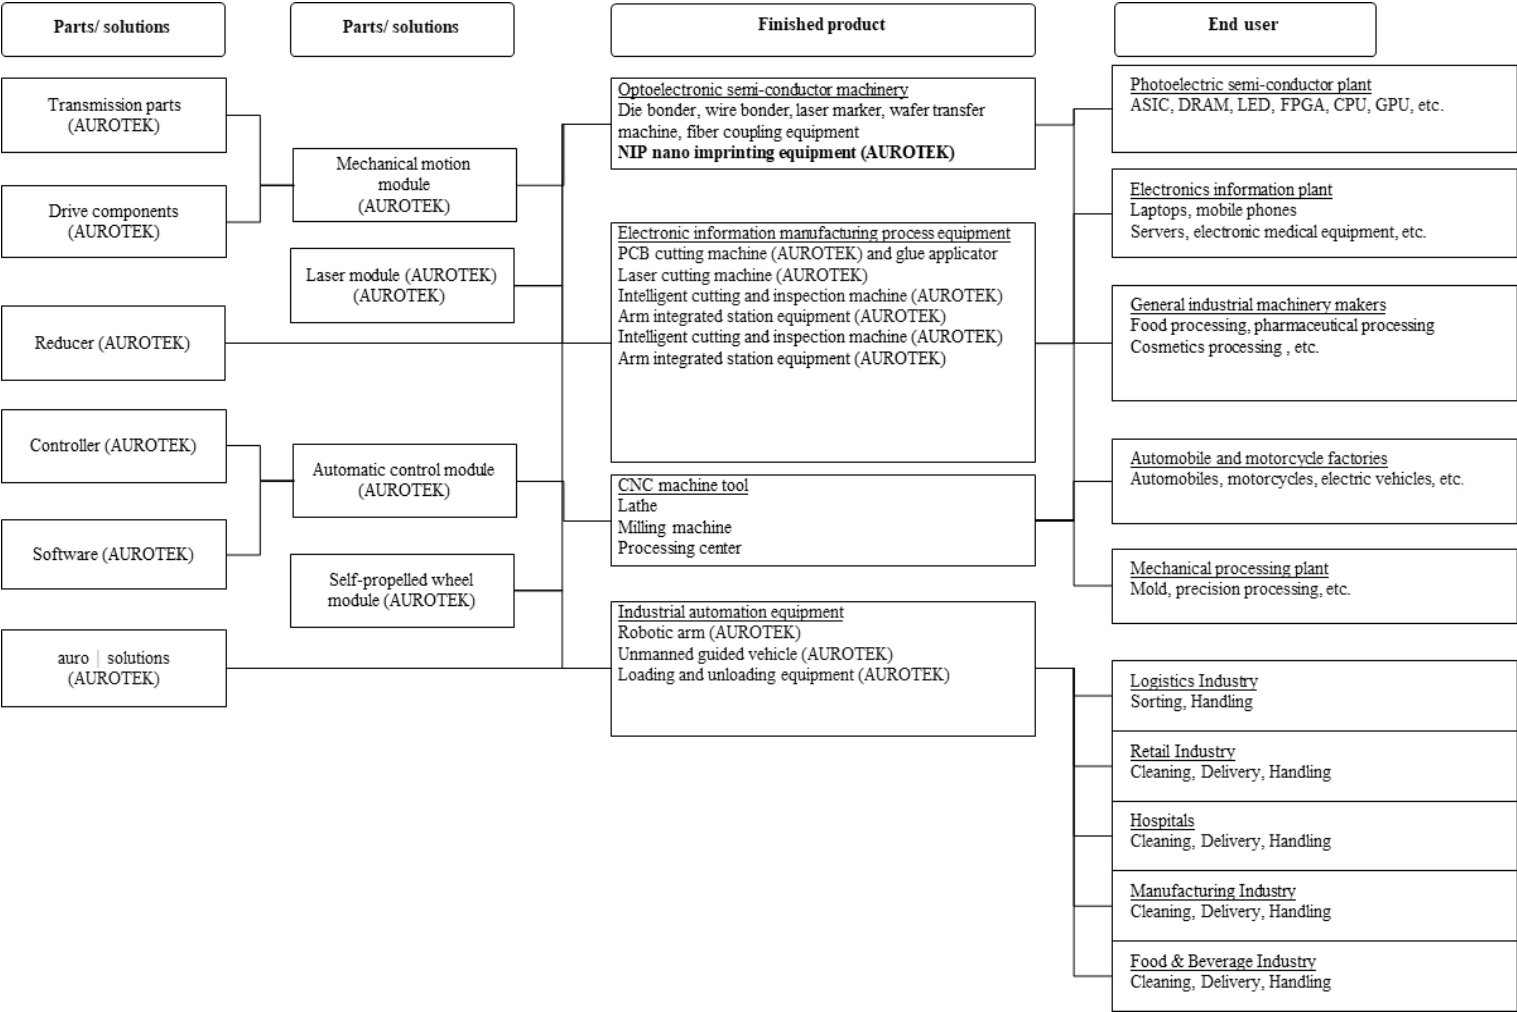 Parts/ solutions
Parts/ solutions
Finished product
End user
Transmission parts
(AUROTEK)
Drive components
(AUROTEK)
Reducer (AUROTEK)
Controller (AUROTEK)
Software (AUROTEK)
auro | solutions
(AUROTEK)
Mechanical motion
module
(AUROTEK)
Laser module (AUROTEK)
(AUROTEK)
Automatic control module
(AUROTEK)
Self-propelled wheel
module (AUROTEK)
Optoelectronic semi-conductor machinery
Die bonder, wire bonder, laser marker, wafer transfer
machine, fiber coupling equipment
NIP nano imprinting equipment (AUROTEK)
Electronic information manufacturing process equipment
PCB cutting machine (AUROTEK) and glue applicator
Laser cutting machine (AUROTEK)
Intelligent cutting and inspection machine (AUROTEK)
Arm integrated station equipment (AUROTEK)
Intelligent cutting and inspection machine (AUROTEK)
Arm integrated station equipment (AUROTEK)
CNC machine tool
Lathe
Milling machine
Processing center
Industrial automation equipment
Robotic arm (AUROTEK)
Unmanned guided vehicle (AUROTEK)
Loading and unloading equipment (AUROTEK)
Photoelectric semi-conductor plant
ASIC, DRAM, LED, FPGA, CPU, GPU, etc.
Electronics information plant
Laptops, mobile phones
Servers, electronic medical equipment, etc.
General industrial machinery makers
Food processing, pharmaceutical processing
Cosmetics processing , etc.
Automobile and motorcycle factories
Automobiles, motorcycles, electric vehicles, etc.
Mechanical processing plant
Mold, precision processing, etc.
Logistics Industry
Sorting, Handling
Retail Industry
Cleaning, Delivery, Handling
Hospitals
Cleaning, Delivery, Handling
Manufacturing Industry
Cleaning, Delivery, Handling
Food & Beverage Industry
Cleaning, Delivery, Handling